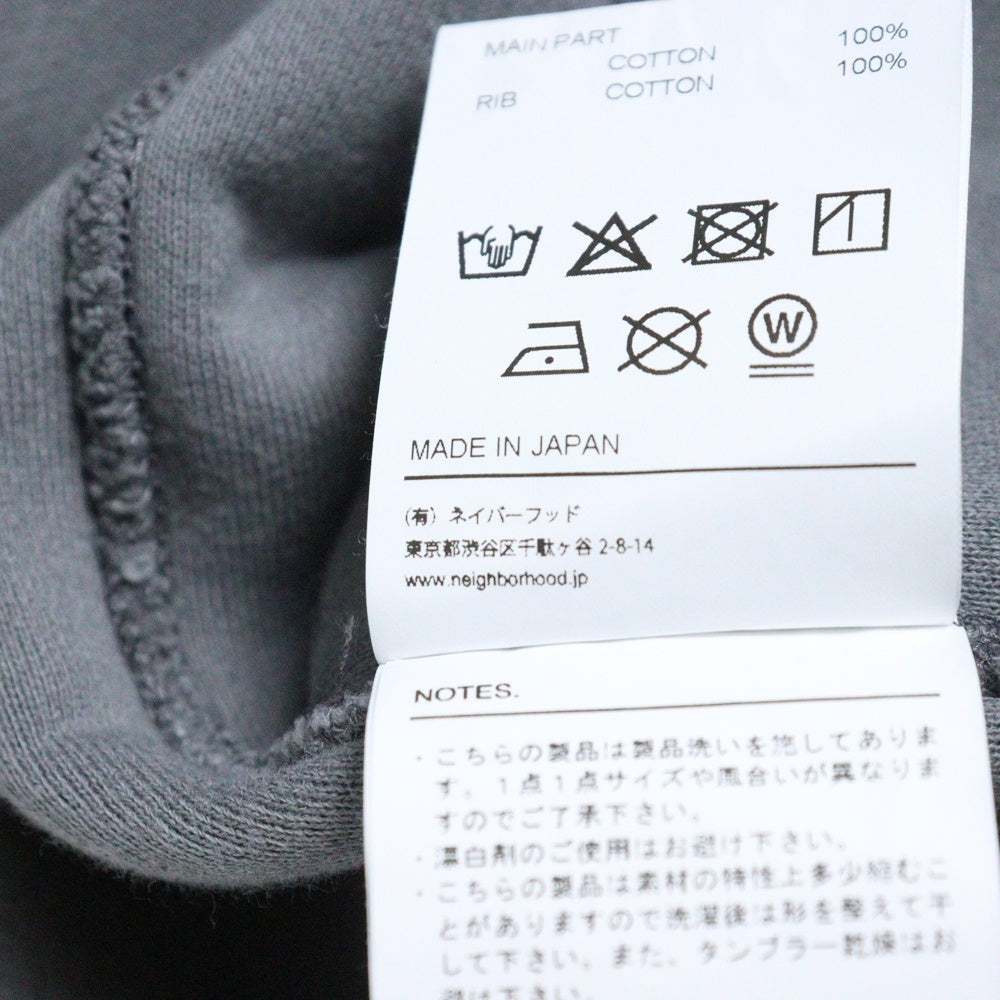 MAIN PART
COTTON 100%
RIB COTTON 100%
W
MADE IN JAPAN
(有) ネイバーフッド
東京都渋谷区千駄ヶ谷 2-8-14
www.neighborhood.jp
NOTES.
・こちらの製品は製品洗いを施してありま
す。1点1点サイズや風合いが異なりま
すのでご了承下さい。
・漂白剤のご使用はお避け下さい。
・こちらの製品は素材の特性上多少縮むこ
とがありますので洗濯後は形を整えて干
して下さい。また、タンブラー乾燥はお
避け下さい。